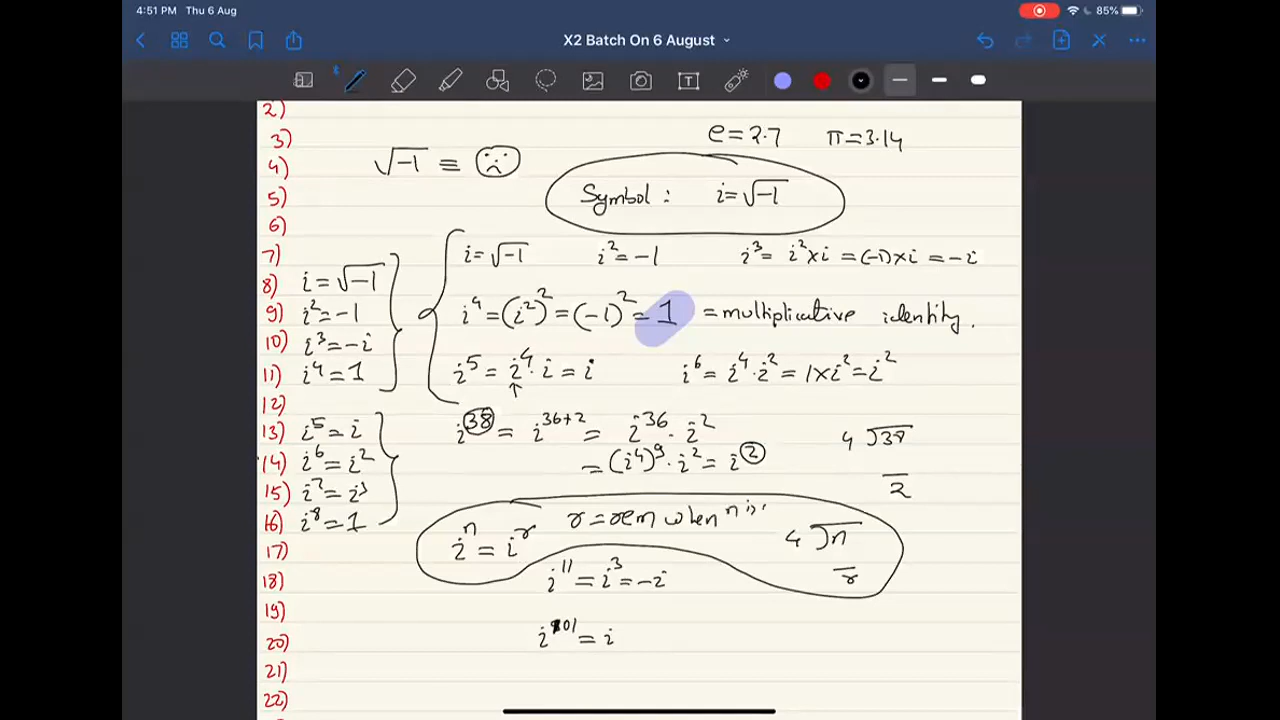 4:51 PM Thu 6 Aug 85%
X2 Batch On 6 August
2)
3) e=2.7 π=3.14
4) √-1 ≡
5) Symbol: i=√-1
6)
7) i=√-1 i²=-1 i³= i²×i =(-1)×i =-i
8) i=√-1
9) i²=-1 i⁴=(i²)²=(-1)²=1 =multiplicative identity.
10) i³=-i
11) i⁴=1 i⁵= i⁴·i=i i⁶= i⁴·i²=1×i²=i²
↑
12)
13) i⁵=i i³⁸= i³⁶⁺²= i³⁶·i² 4√38
14) i⁶=i² =(i⁴)⁹·i²=i²
15) i⁷=i³ 2
16) i⁸=1 r=rem when n is.
17) iⁿ=iʳ 4√n
18) i¹¹=i³=-i r
19)
20) i⁠¹⁰¹=i
21)
22)